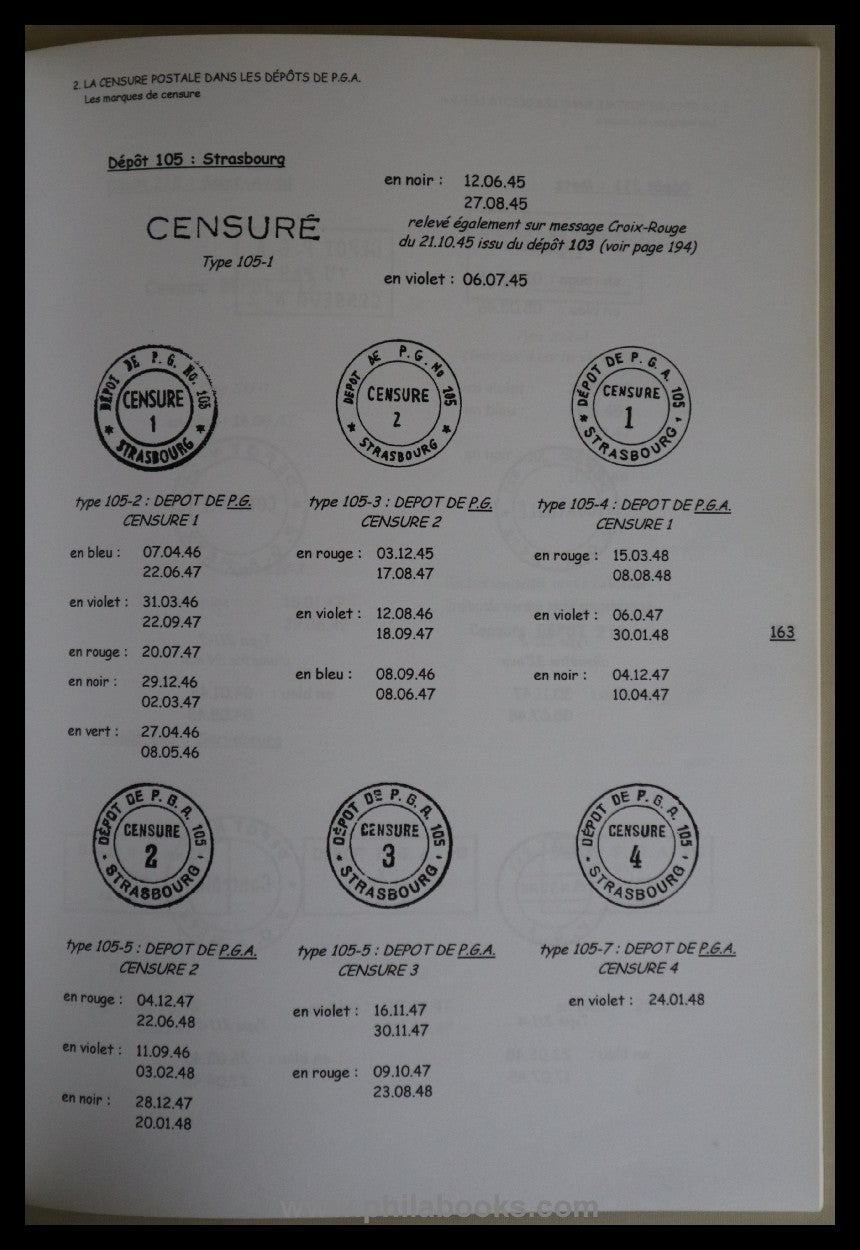 2. LA CENSURE POSTALE DANS LES DÉPÔTS DE P.G.A.
Les marques de censure
Dépôt 105 : Strasbourg
CENSURÉ
Type 105-1
en noir : 12.06.45
27.08.45
relevé également sur message Croix-Rouge
du 21.10.45 issu du dépôt 103 (voir page 194)
en violet : 06.07.45
DÉPOT DE P.G. No. 105
CENSURE
1
* STRASBOURG *
DEPOT DE P.G. No 105
CENSURE
2
* STRASBOURG *
* DÉPOT DE P.G.A. 105
CENSURE
1
STRASBOURG
type 105-2 : DEPOT DE P.G.
CENSURE 1
en bleu : 07.04.46
22.06.47
en violet : 31.03.46
22.09.47
en rouge : 20.07.47
en noir : 29.12.46
02.03.47
en vert : 27.04.46
08.05.46
type 105-3 : DEPOT DE P.G.
CENSURE 2
en rouge : 03.12.45
17.08.47
en violet : 12.08.46
18.09.47
en bleu : 08.09.46
08.06.47
type 105-4 : DEPOT DE P.G.A.
CENSURE 1
en rouge : 15.03.48
08.08.48
en violet : 06.0.47
30.01.48
en noir : 04.12.47
10.04.47
163
DÉPOT DE P.G.A. 105
CENSURE
2
STRASBOURG
DÉPOT DE P.G.A. 105
CENSURE
3
STRASBOURG
DÉPOT DE P.G.A. 105
CENSURE
4
STRASBOURG
type 105-5 : DEPOT DE P.G.A.
CENSURE 2
en rouge : 04.12.47
22.06.48
en violet : 11.09.46
03.02.48
en noir : 28.12.47
20.01.48
type 105-5 : DEPOT DE P.G.A.
CENSURE 3
en violet : 16.11.47
30.11.47
en rouge : 09.10.47
23.08.48
type 105-7 : DEPOT DE P.G.A.
CENSURE 4
en violet : 24.01.48
www.philabooks.com